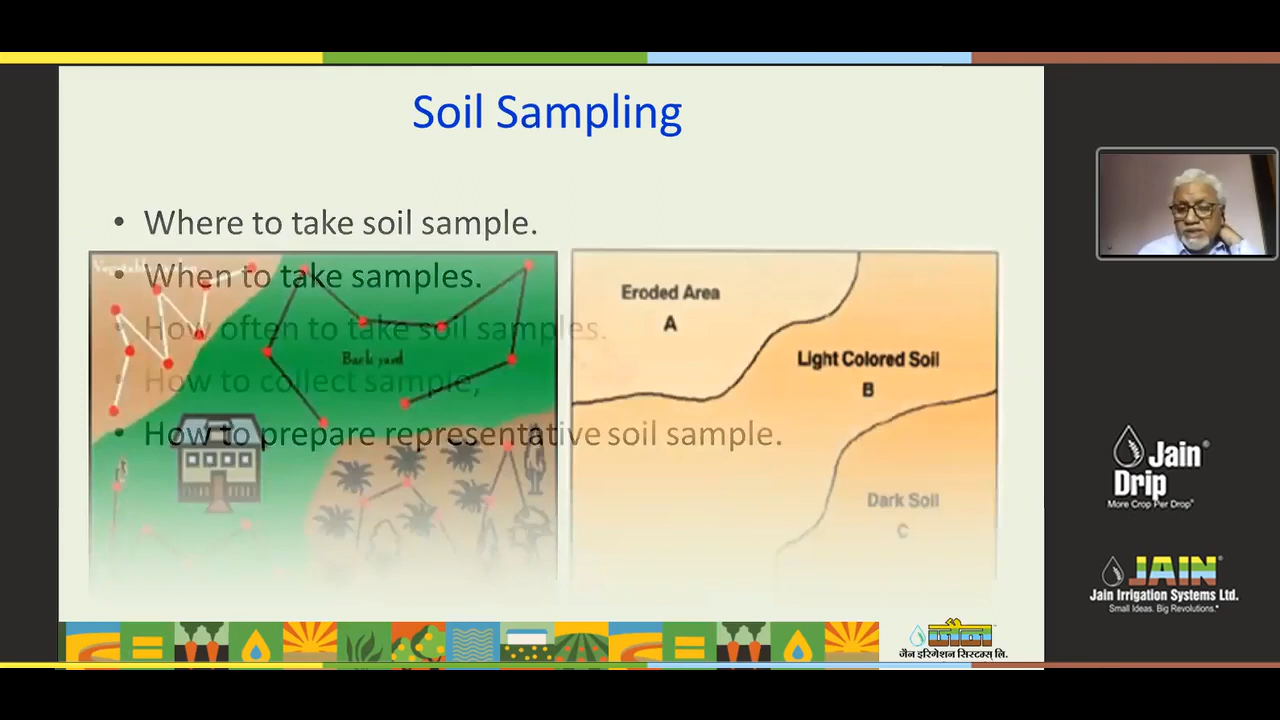 Soil Sampling
• Where to take soil sample.
• When to take samples.
• How often to take soil samples.
• How to collect sample,
• How to prepare representative soil sample.
Back yard
Eroded Area
A
Light Colored Soil
B
Dark Soil
C
Jain
Drip
More Crop Per Drop®
JAIN
Jain Irrigation Systems Ltd.
Small Ideas. Big Revolutions.®
जैन
जैन इरिगेशन सिस्टम्स् लि.